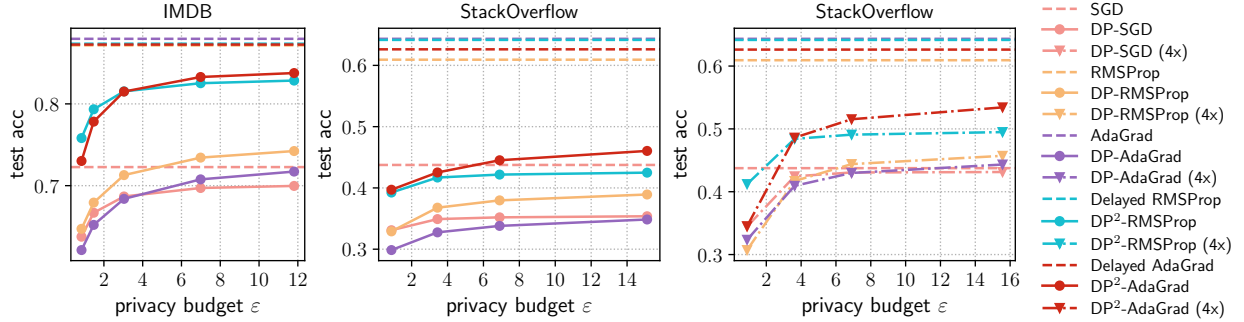 IMDB
test acc
0.8
0.7
2 4 6 8 10 12
privacy budget ε
StackOverflow
test acc
0.6
0.5
0.4
0.3
2 4 6 8 10 12 14
privacy budget ε
StackOverflow
test acc
0.6
0.5
0.4
0.3
2 4 6 8 10 12 14 16
privacy budget ε
SGD
DP-SGD
DP-SGD (4x)
RMSProp
DP-RMSProp
DP-RMSProp (4x)
AdaGrad
DP-AdaGrad
DP-AdaGrad (4x)
Delayed RMSProp
DP²-RMSProp
DP²-RMSProp (4x)
Delayed AdaGrad
DP²-AdaGrad
DP²-AdaGrad (4x)